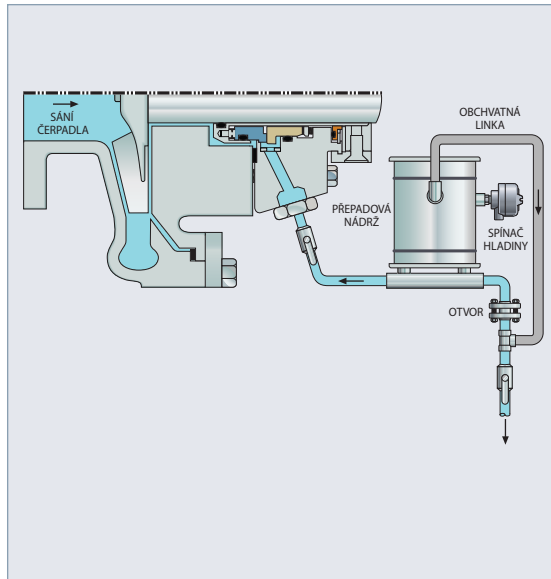 SÁNÍ
ČERPADLA
OBCHVATNÁ
LINKA
PŘEPADOVÁ
NÁDRŽ
SPÍNAČ
HLADINY
OTVOR